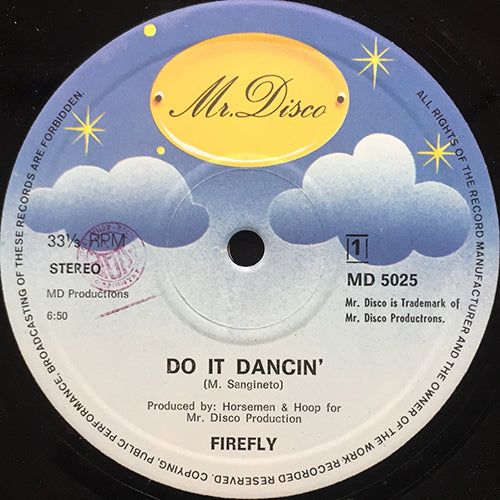 Mr. Disco
33⅓ RPM
STEREO
MD Productions
6:50
1
MD 5025
Mr. Disco is Trademark of
Mr. Disco Productrons.
DO IT DANCIN'
(M. Sangineto)
Produced by: Horsemen & Hoop for
Mr. Disco Production
FIREFLY
ALL RIGHTS OF THE RECORD MANUFACTURER AND THE OWNER OF THE WORK RECORDED RESERVED. COPYING, PUBLIC PERFORMANCE, BROADCASTING OF THESE RECORDS ARE FORBIDDEN.